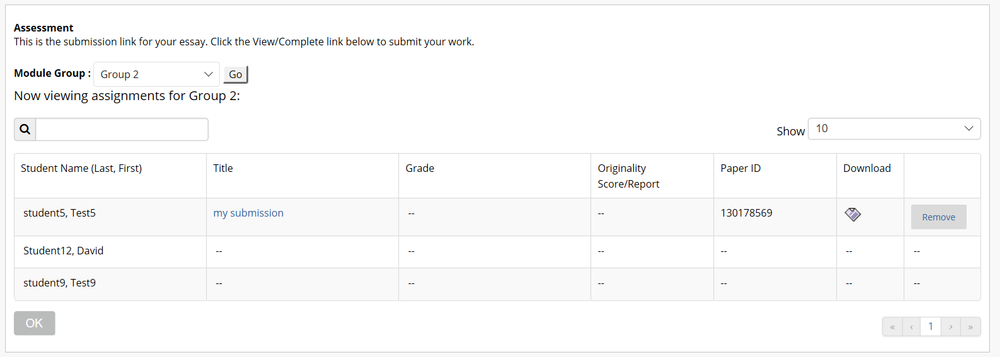 Assessment
This is the submission link for your essay. Click the View/Complete link below to submit your work.
Module Group : Group 2 Go
Now viewing assignments for Group 2:
Show 10
Student Name (Last, First) Title Grade Originality Score/Report Paper ID Download
student5, Test5 my submission -- -- 130178569 Remove
Student12, David -- -- -- -- -- --
student9, Test9 -- -- -- -- -- --
OK
« ‹ 1 › »